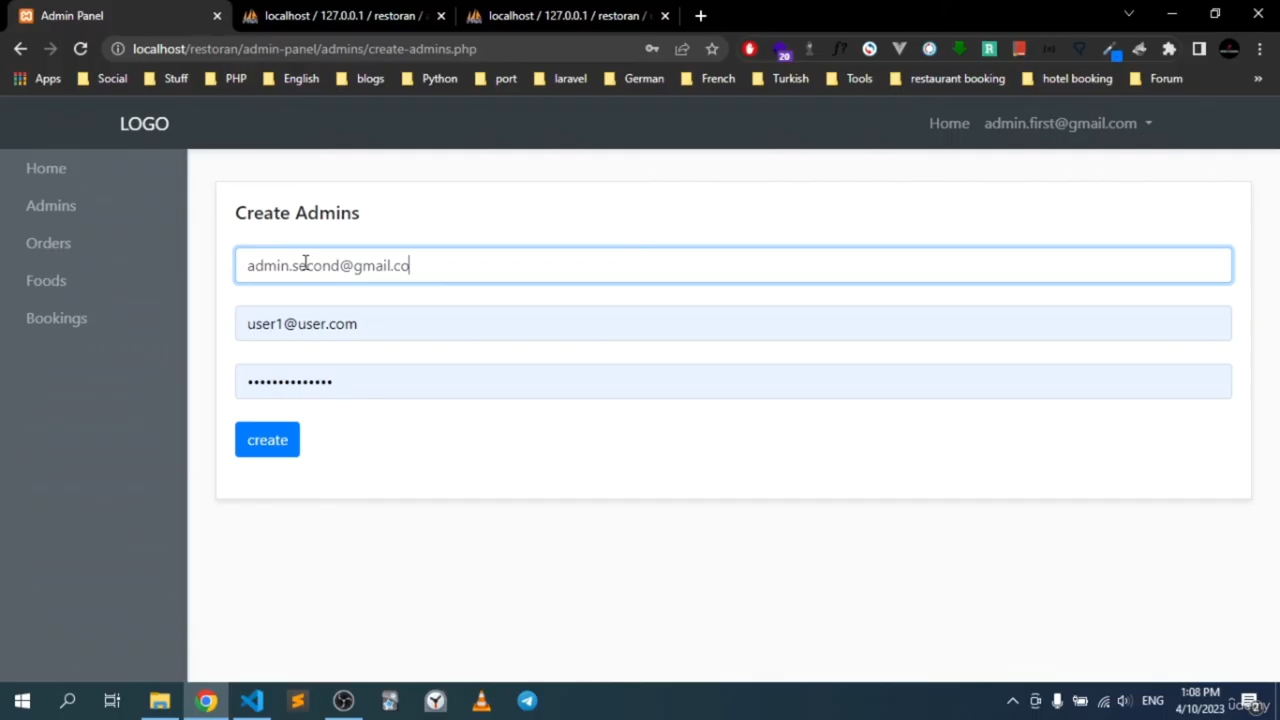 Admin Panel
localhost / 127.0.0.1 / restoran / a
localhost / 127.0.0.1 / restoran /
localhost/restoran/admin-panel/admins/create-admins.php
20
Apps Social Stuff PHP English blogs Python port laravel German French Turkish Tools restaurant booking hotel booking Forum
LOGO
Home admin.first@gmail.com
Home
Admins
Orders
Foods
Bookings
Create Admins
admin.second@gmail.co
user1@user.com
••••••••••••••
create
ENG
1:08 PM
4/10/2023
udemy